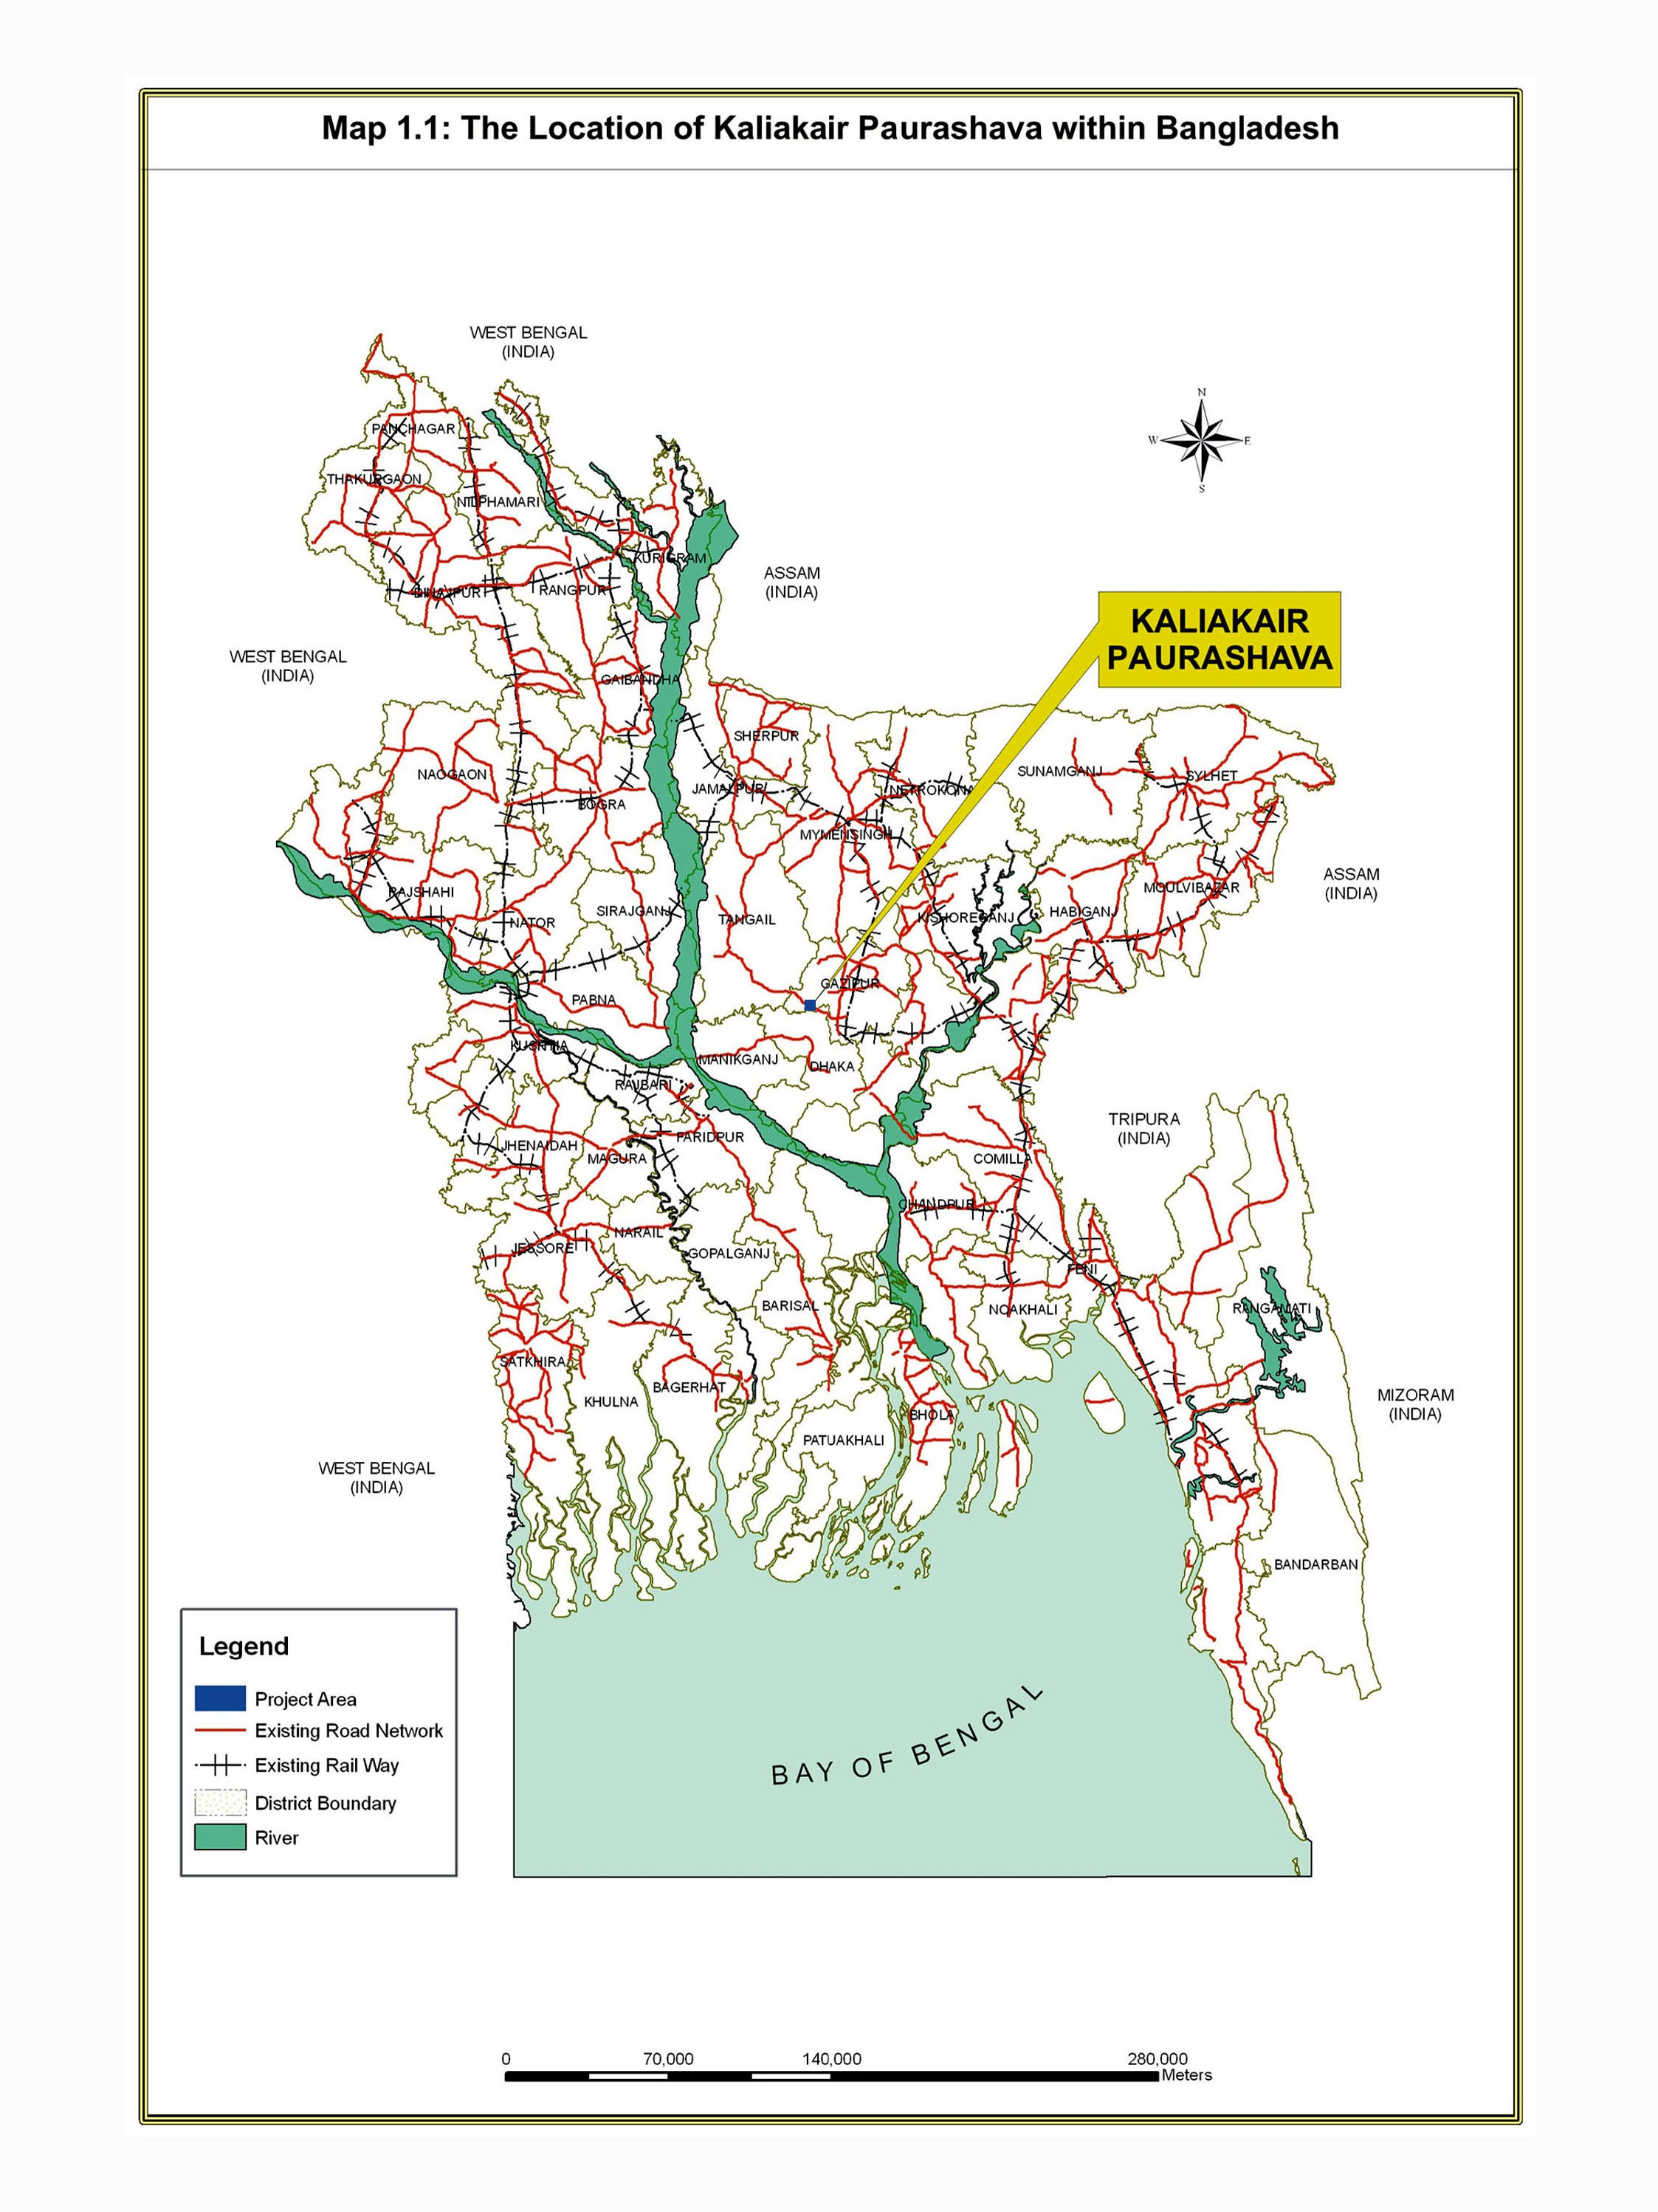 Map 1.1: The Location of Kaliakair Paurashava within Bangladesh
WEST BENGAL
(INDIA)
N
W
E
S
PANCHAGAR
THAKURGAON
NILPHAMARI
KURIGRAM
ASSAM
(INDIA)
DINAJPUR
RANGPUR
KALIAKAIR
PAURASHAVA
WEST BENGAL
(INDIA)
GAIBANDHA
SHERPUR
NAOGAON
SUNAMGANJ
SYLHET
JAMALPUR
NETROKONA
BOGRA
MYMENSINGH
ASSAM
(INDIA)
RAJSHAHI
MOULVIBAZAR
NATOR
SIRAJGANJ
TANGAIL
KISHOREGANJ
HABIGANJ
GAZIPUR
PABNA
KUSHTIA
MANIKGANJ
DHAKA
RAJBARI
TRIPURA
(INDIA)
JHENAIDAH
FARIDPUR
MAGURA
COMILLA
CHANDPUR
NARAIL
JESSORE
GOPALGANJ
FENI
BARISAL
NOAKHALI
RANGAMATI
SATKHIRA
KHULNA
BAGERHAT
BHOLA
MIZORAM
(INDIA)
PATUAKHALI
WEST BENGAL
(INDIA)
BANDARBAN
BAY OF BENGAL
Legend
Project Area
Existing Road Network
Existing Rail Way
District Boundary
River
0 70,000 140,000 280,000
Meters